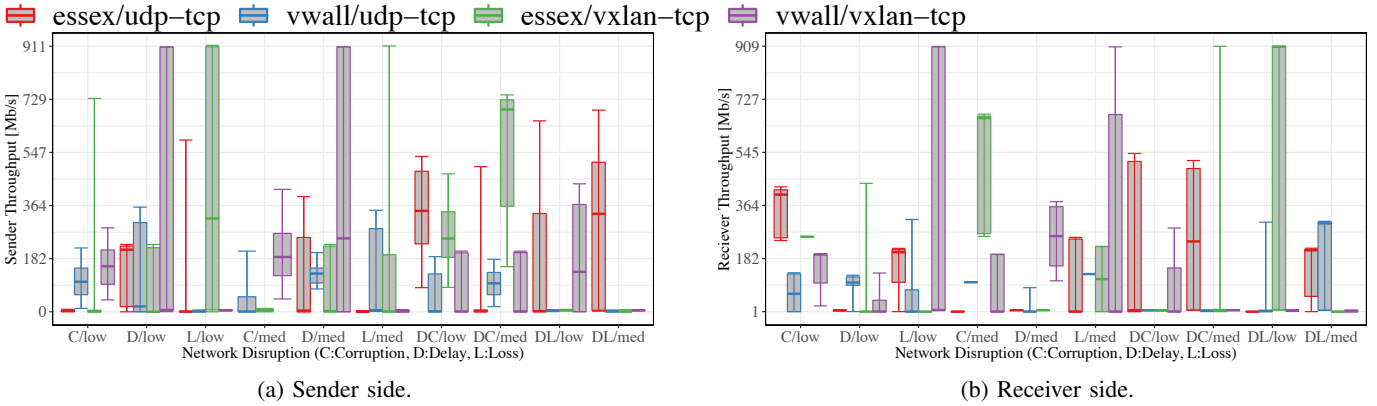 essex/udp−tcp vwall/udp−tcp essex/vxlan−tcp vwall/vxlan−tcp
Sender Throughput [Mb/s]
911
729
547
364
182
0
C/low D/low L/low C/med D/med L/med DC/low DC/med DL/low DL/med
Network Disruption (C:Corruption, D:Delay, L:Loss)
(a) Sender side.
Reciever Throughput [Mb/s]
909
727
545
364
182
1
C/low D/low L/low C/med D/med L/med DC/low DC/med DL/low DL/med
Network Disruption (C:Corruption, D:Delay, L:Loss)
(b) Receiver side.